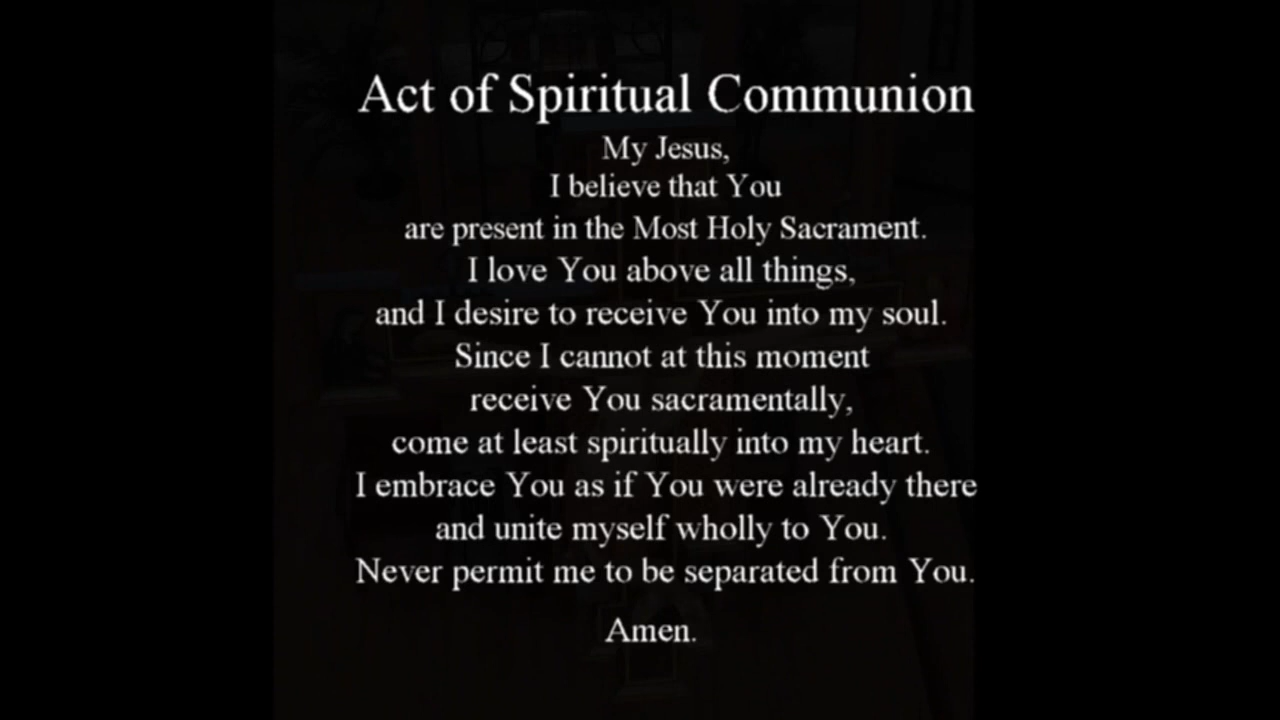 Act of Spiritual Communion
My Jesus,
I believe that You
are present in the Most Holy Sacrament.
I love You above all things,
and I desire to receive You into my soul.
Since I cannot at this moment
receive You sacramentally,
come at least spiritually into my heart.
I embrace You as if You were already there
and unite myself wholly to You.
Never permit me to be separated from You.
Amen.